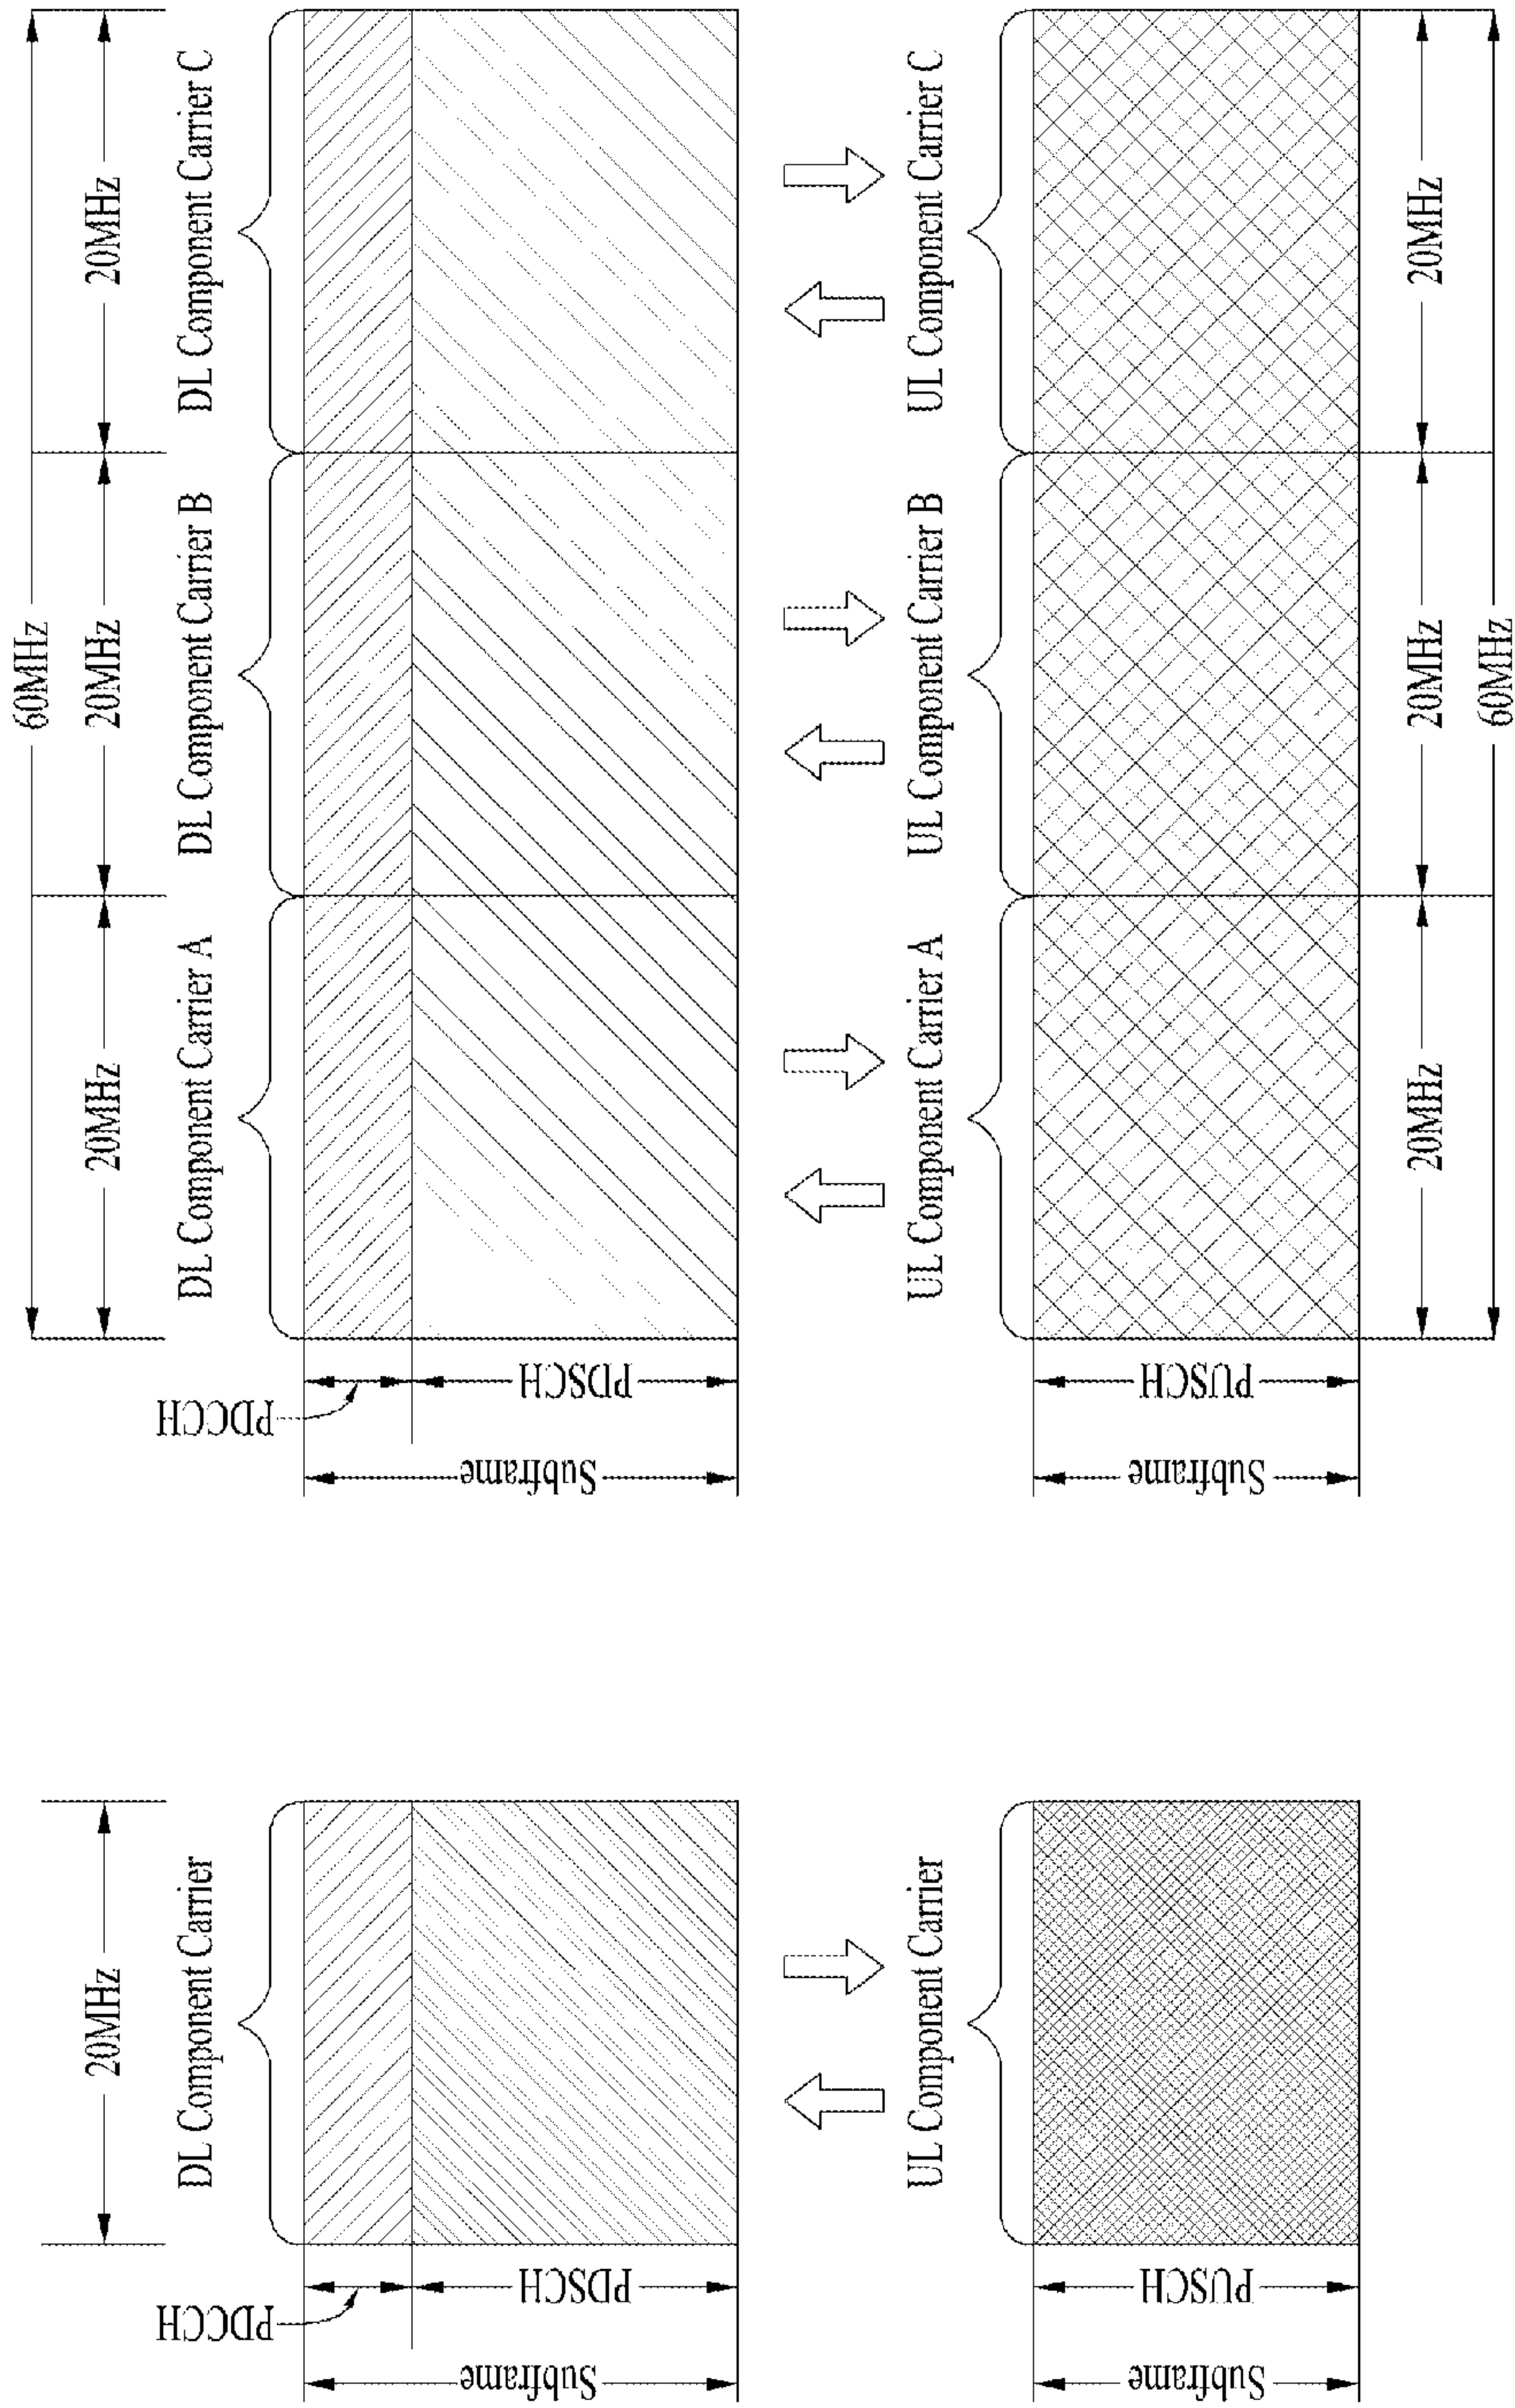 20MHz
DL Component Carrier
PDCCH
PDSCH
Subframe
UL Component Carrier
PUSCH
Subframe
60MHz
20MHz
20MHz
20MHz
DL Component Carrier A
DL Component Carrier B
DL Component Carrier C
PDCCH
PDSCH
Subframe
UL Component Carrier A
UL Component Carrier B
UL Component Carrier C
PUSCH
Subframe
20MHz
20MHz
20MHz
60MHz